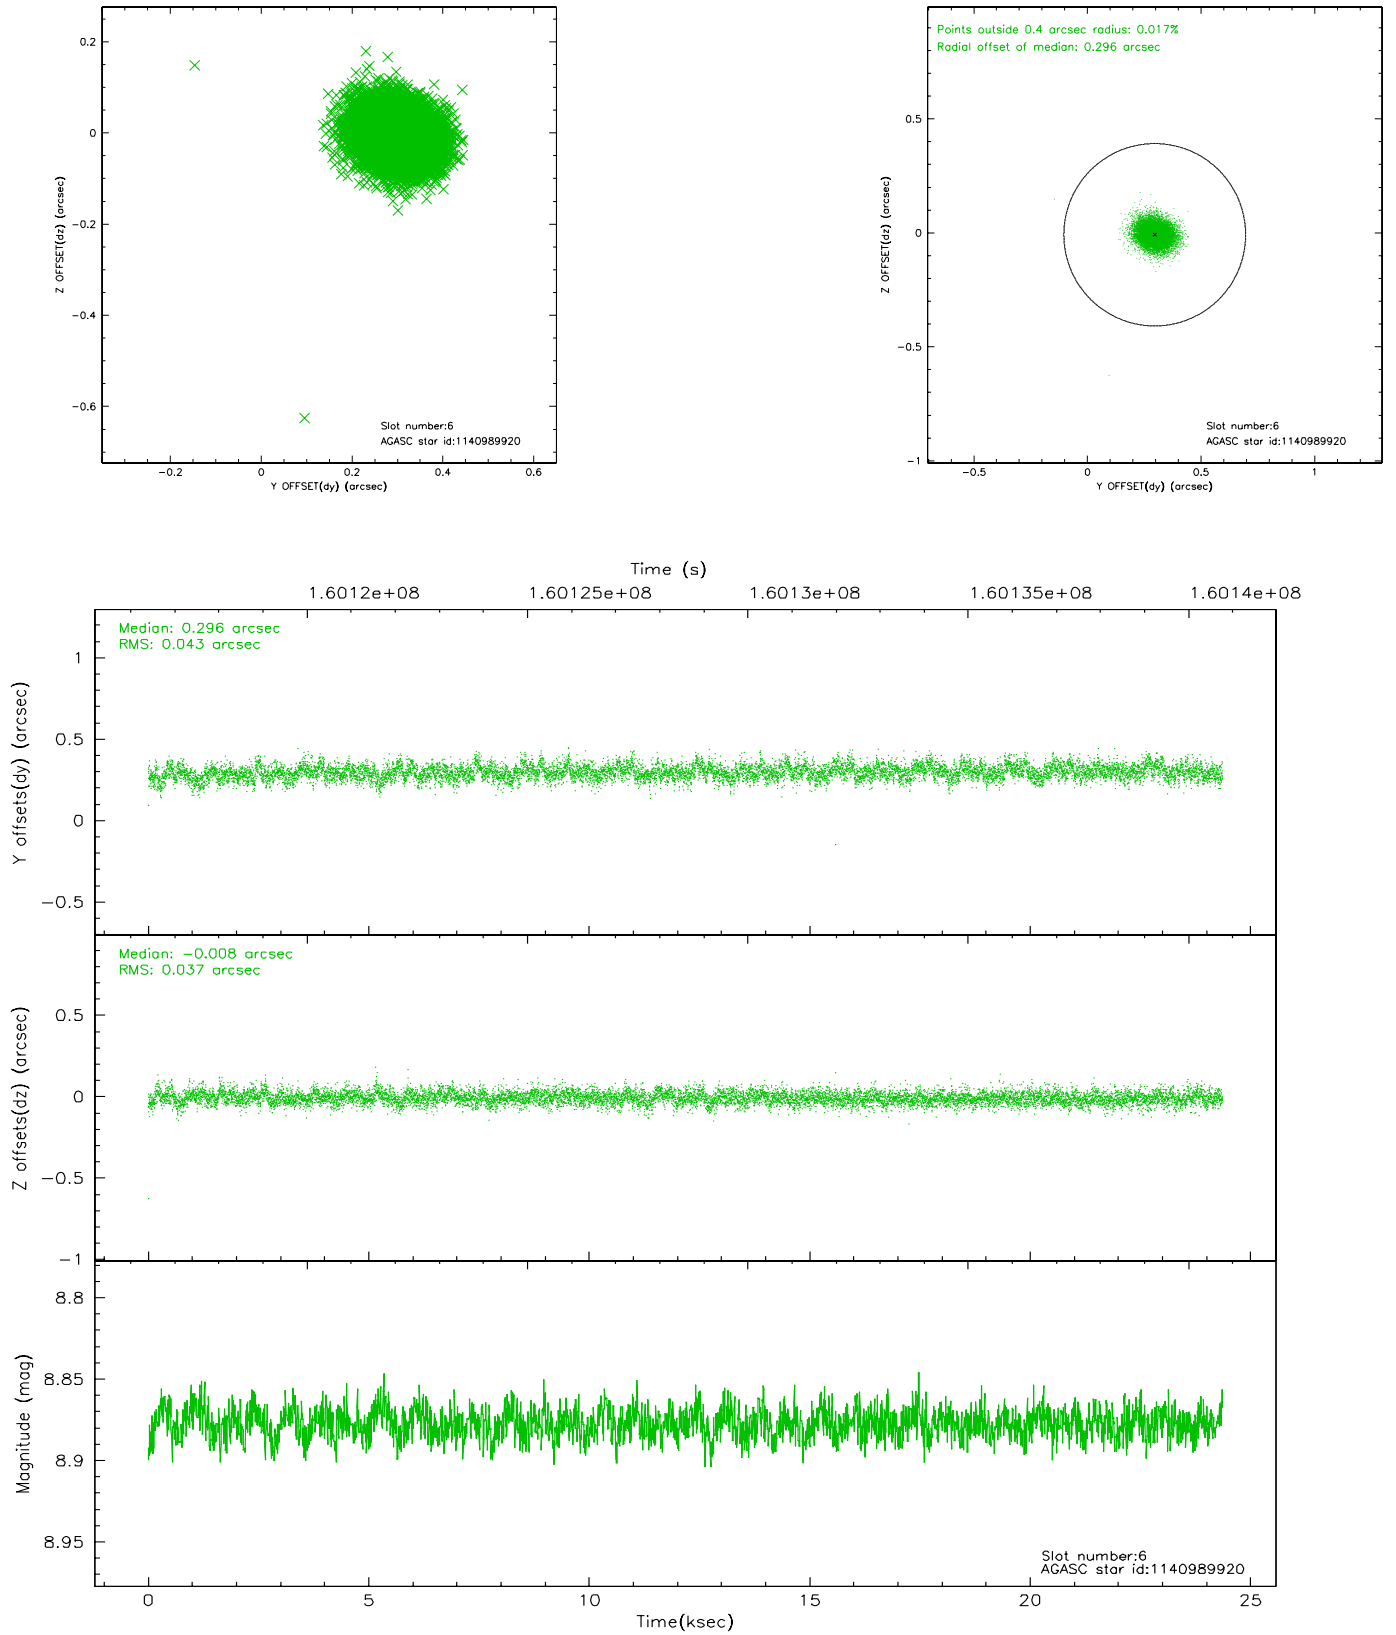 0.2
0
−0.2
−0.4
−0.6
Z OFFSET(dz) (arcsec)
Slot number:6
AGASC star id:1140989920
−0.2 0 0.2 0.4 0.6
Y OFFSET(dy) (arcsec)
Points outside 0.4 arcsec radius: 0.017%
Radial offset of median: 0.296 arcsec
0.5
0
−0.5
−1
Z OFFSET(dz) (arcsec)
Slot number:6
AGASC star id:1140989920
−0.5 0 0.5 1
Y OFFSET(dy) (arcsec)
Time (s)
1.6012e+08 1.60125e+08 1.6013e+08 1.60135e+08 1.6014e+08
Median: 0.296 arcsec
RMS: 0.043 arcsec
1
0.5
0
−0.5
Y offsets(dy) (arcsec)
Median: −0.008 arcsec
RMS: 0.037 arcsec
0.5
0
−0.5
−1
Z offsets(dz) (arcsec)
8.8
8.85
8.9
8.95
Magnitude (mag)
Slot number:6
AGASC star id:1140989920
0 5 10 15 20 25
Time(ksec)